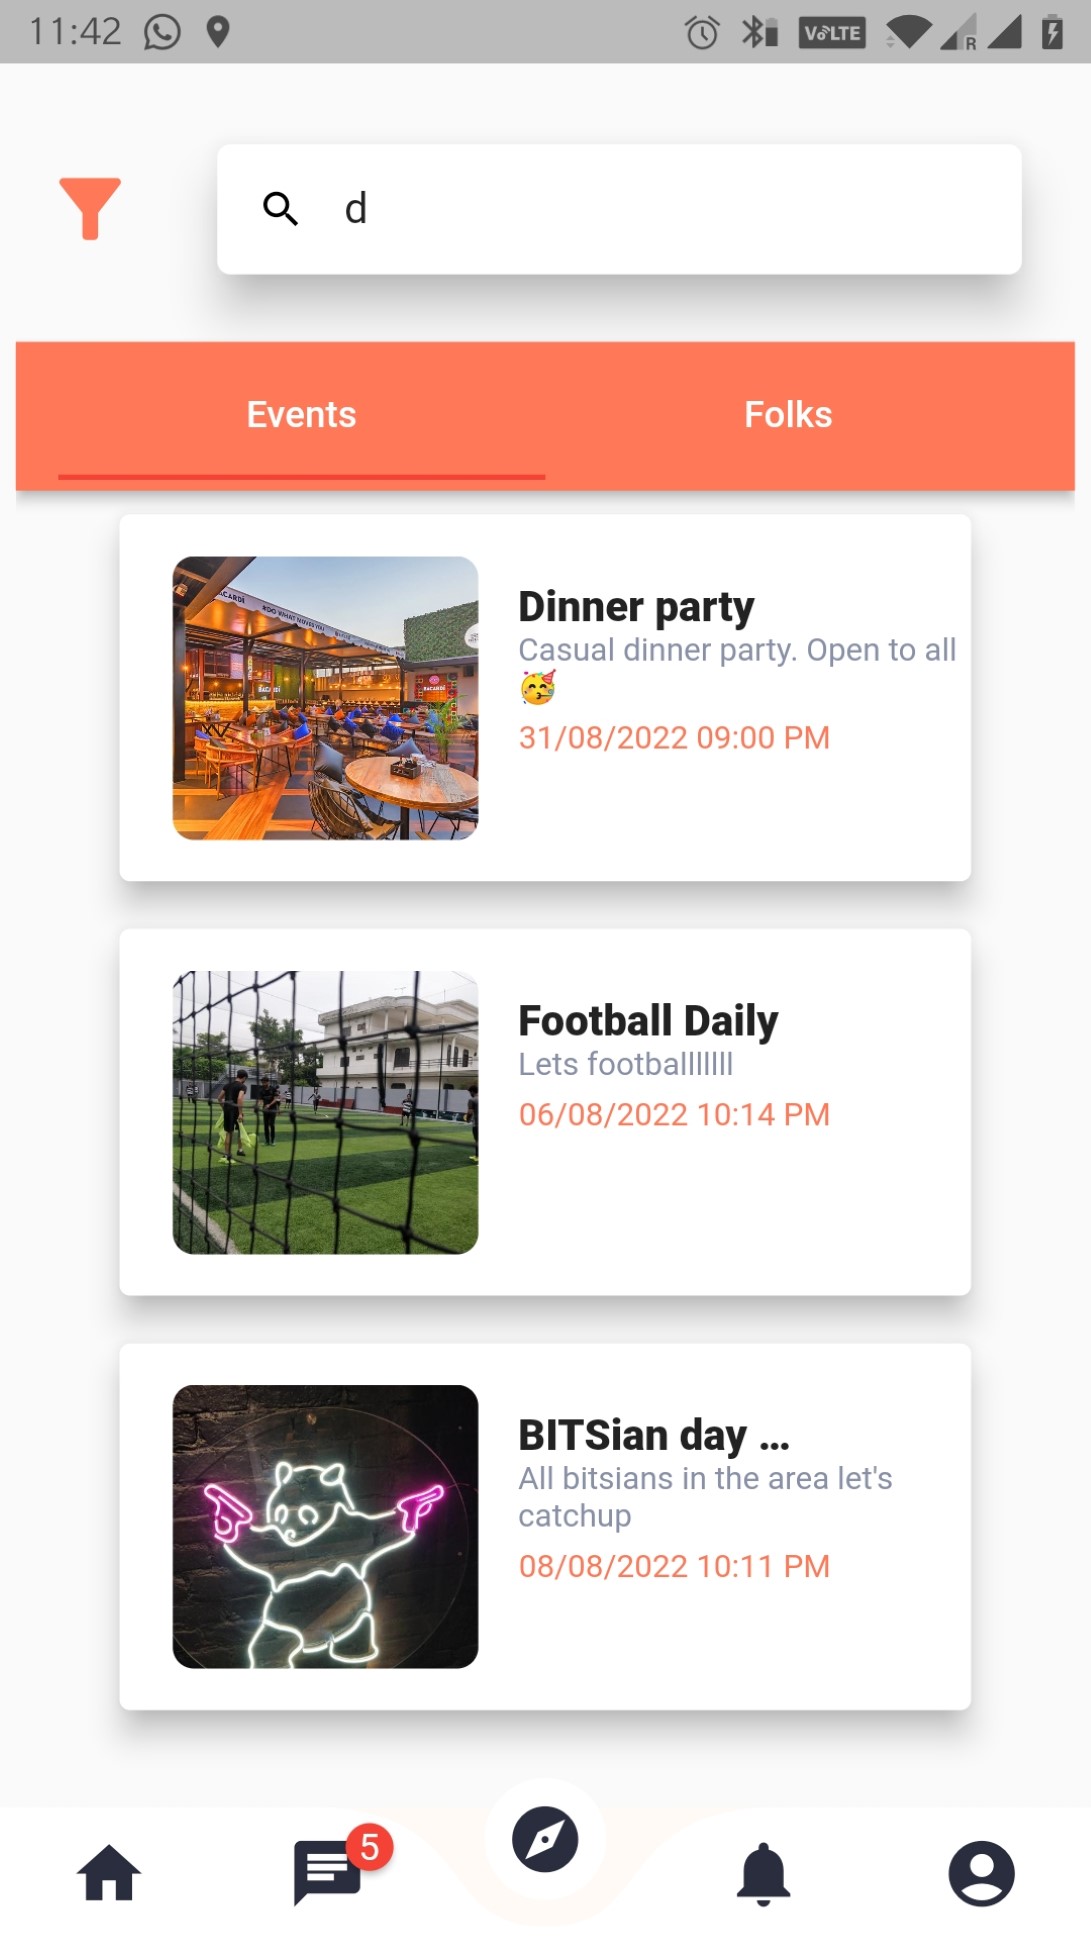 11:42
VoLTE
R
d
Events
Folks
BACARDI
Dinner party
Casual dinner party. Open to all
🥳
31/08/2022 09:00 PM
Football Daily
Lets footballlllll
06/08/2022 10:14 PM
BITSian day ...
All bitsians in the area let's
catchup
08/08/2022 10:11 PM
5